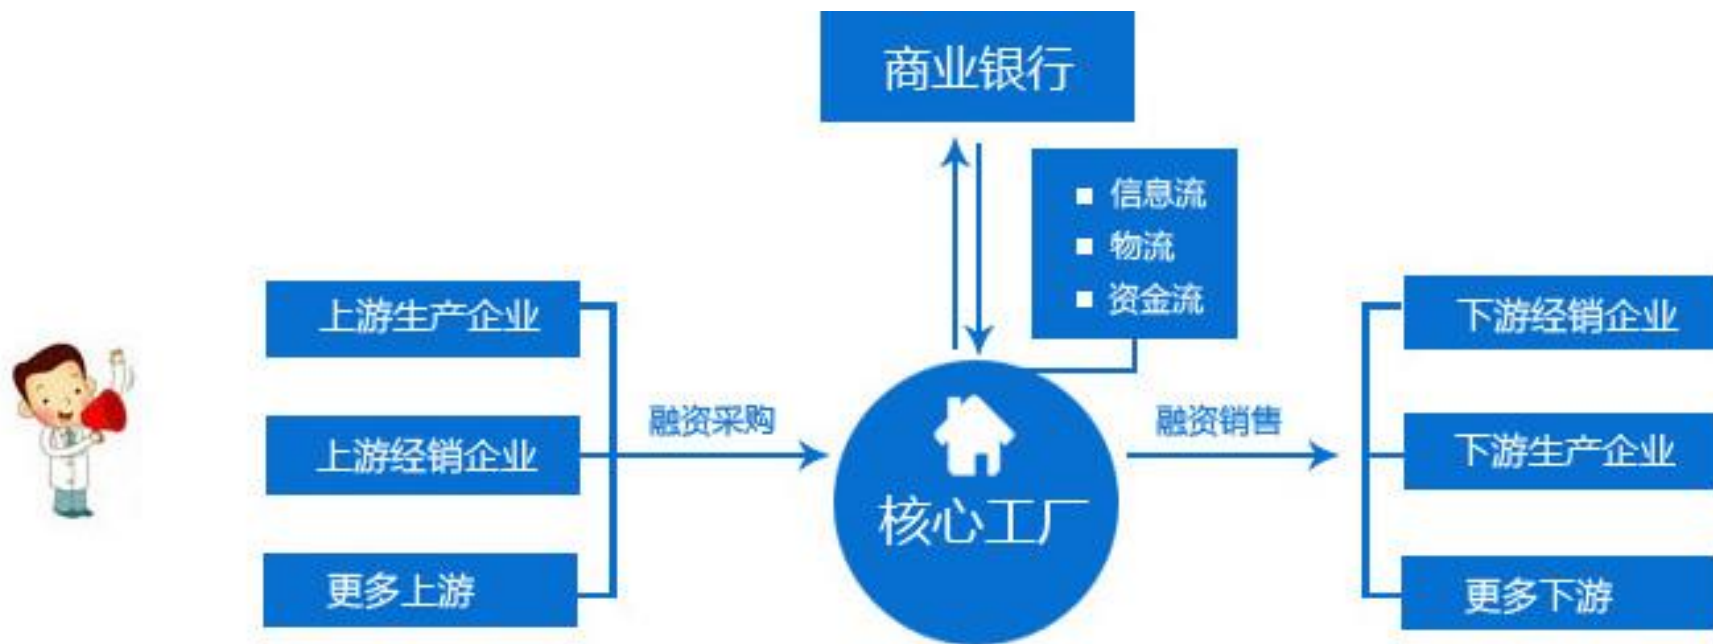 商业银行
信息流
物流
资金流
上游生产企业
上游经销企业
更多上游
融资采购
核心工厂
融资销售
下游经销企业
下游生产企业
更多下游